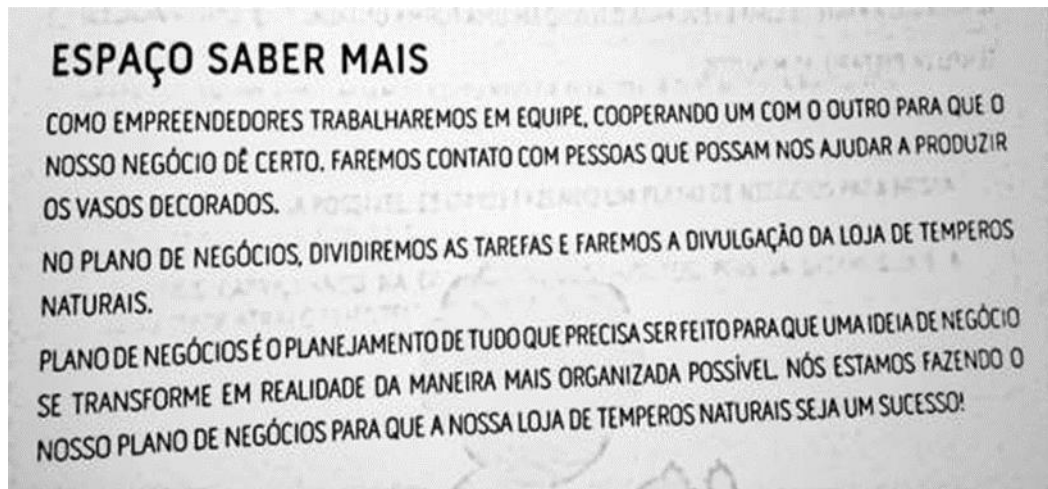 ESPAÇO SABER MAIS
COMO EMPREENDEDORES TRABALHAREMOS EM EQUIPE, COOPERANDO UM COM O OUTRO PARA QUE O
NOSSO NEGÓCIO DÊ CERTO. FAREMOS CONTATO COM PESSOAS QUE POSSAM NOS AJUDAR A PRODUZIR
OS VASOS DECORADOS.
NO PLANO DE NEGÓCIOS, DIVIDIREMOS AS TAREFAS E FAREMOS A DIVULGAÇÃO DA LOJA DE TEMPEROS
NATURAIS.
PLANO DE NEGÓCIOS É O PLANEJAMENTO DE TUDO QUE PRECISA SER FEITO PARA QUE UMA IDEIA DE NEGÓCIO
SE TRANSFORME EM REALIDADE DA MANEIRA MAIS ORGANIZADA POSSÍVEL. NÓS ESTAMOS FAZENDO O
NOSSO PLANO DE NEGÓCIOS PARA QUE A NOSSA LOJA DE TEMPEROS NATURAIS SEJA UM SUCESSO!